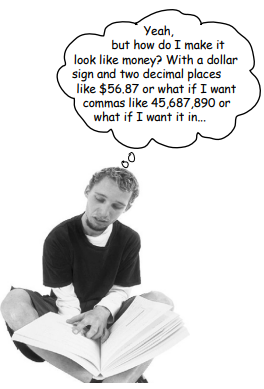 Yeah,
but how do I make it
look like money? With a dollar
sign and two decimal places
like $56.87 or what if I want
commas like 45,687,890 or
what if I want it in...